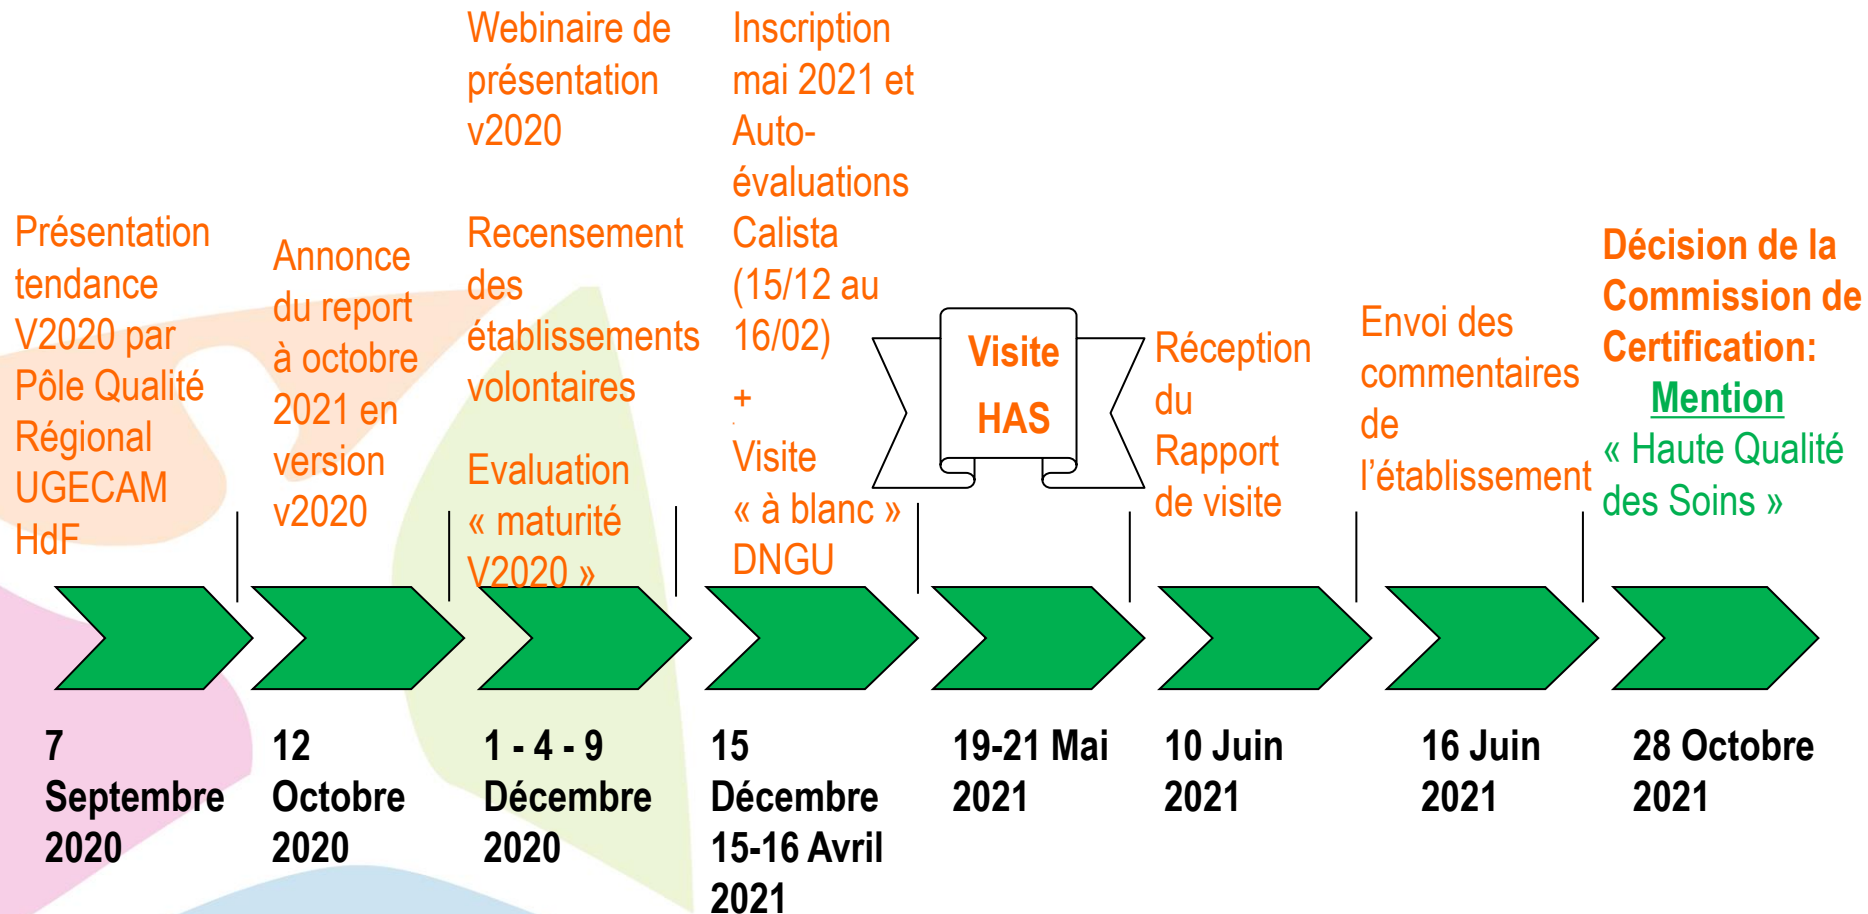 Présentation
tendance
V2020 par
Pôle Qualité
Régional
UGECAM
HdF
7
Septembre
2020
Annonce
du report
à octobre
2021 en
version
v2020
12
Octobre
2020
Webinaire de
présentation
v2020
Recensement
des
établissements
volontaires
Evaluation
« maturité
V2020 »
1 - 4 - 9
Décembre
2020
Inscription
mai 2021 et
Auto-
évaluations
Calista
(15/12 au
16/02)
+
Visite
« à blanc »
DNGU
15
Décembre
15-16 Avril
2021
Visite
HAS
19-21 Mai
2021
Réception
du
Rapport
de visite
10 Juin
2021
Envoi des
commentaires
de
l’établissement
16 Juin
2021
Décision de la
Commission de
Certification:
Mention
« Haute Qualité
des Soins »
28 Octobre
2021